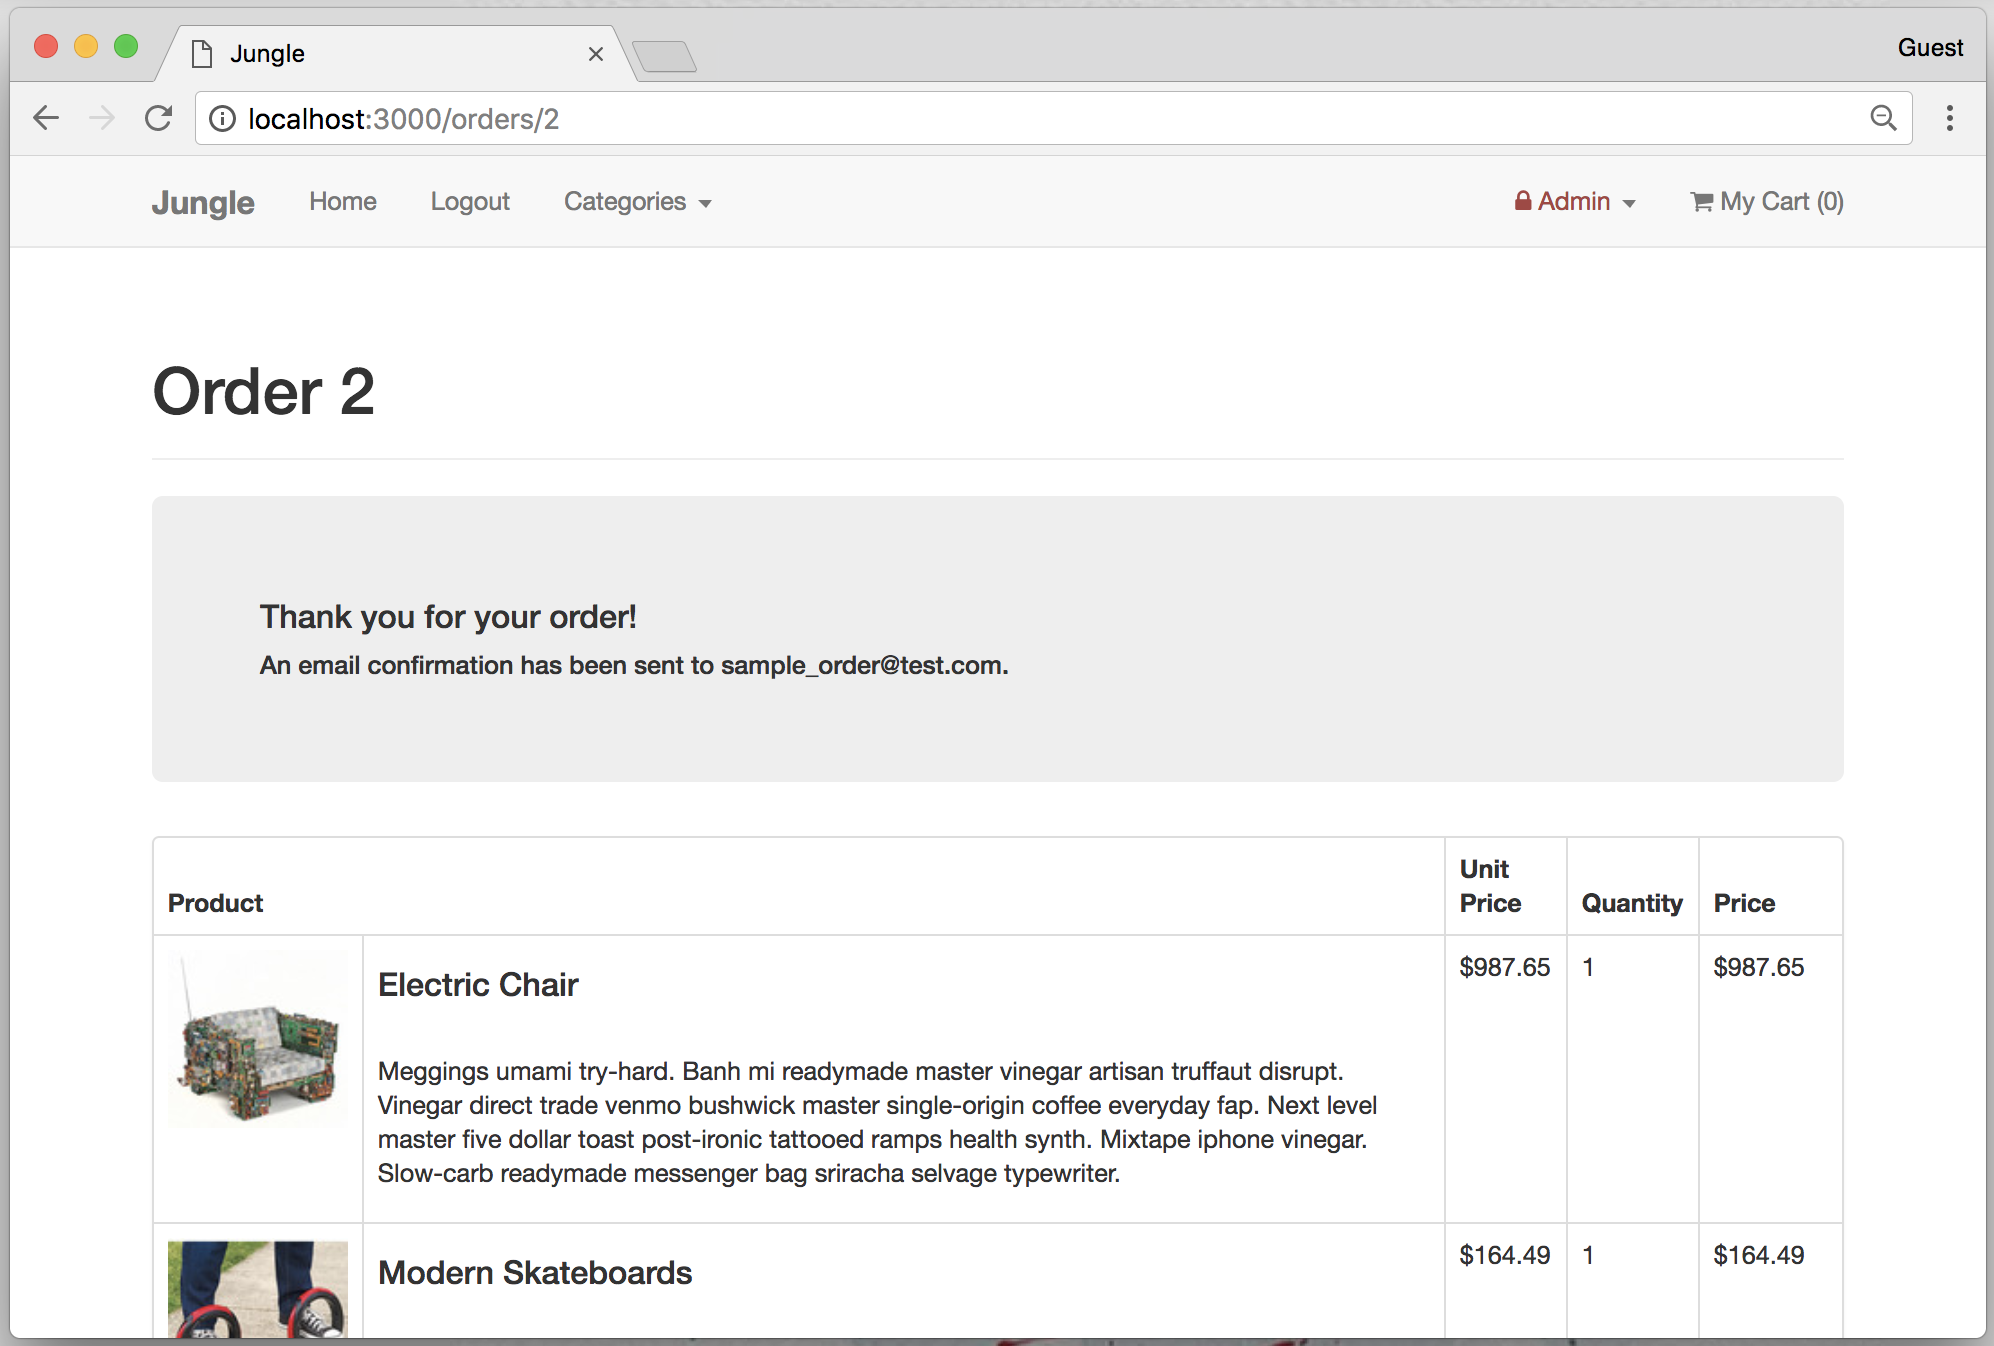 Jungle
Guest
localhost:3000/orders/2
Jungle Home Logout Categories Admin My Cart (0)
Order 2
Thank you for your order!
An email confirmation has been sent to sample_order@test.com.
Product Unit Price Quantity Price
Electric Chair $987.65 1 $987.65
Meggings umami try-hard. Banh mi readymade master vinegar artisan truffaut disrupt.
Vinegar direct trade venmo bushwick master single-origin coffee everyday fap. Next level
master five dollar toast post-ironic tattooed ramps health synth. Mixtape iphone vinegar.
Slow-carb readymade messenger bag sriracha selvage typewriter.
Modern Skateboards $164.49 1 $164.49